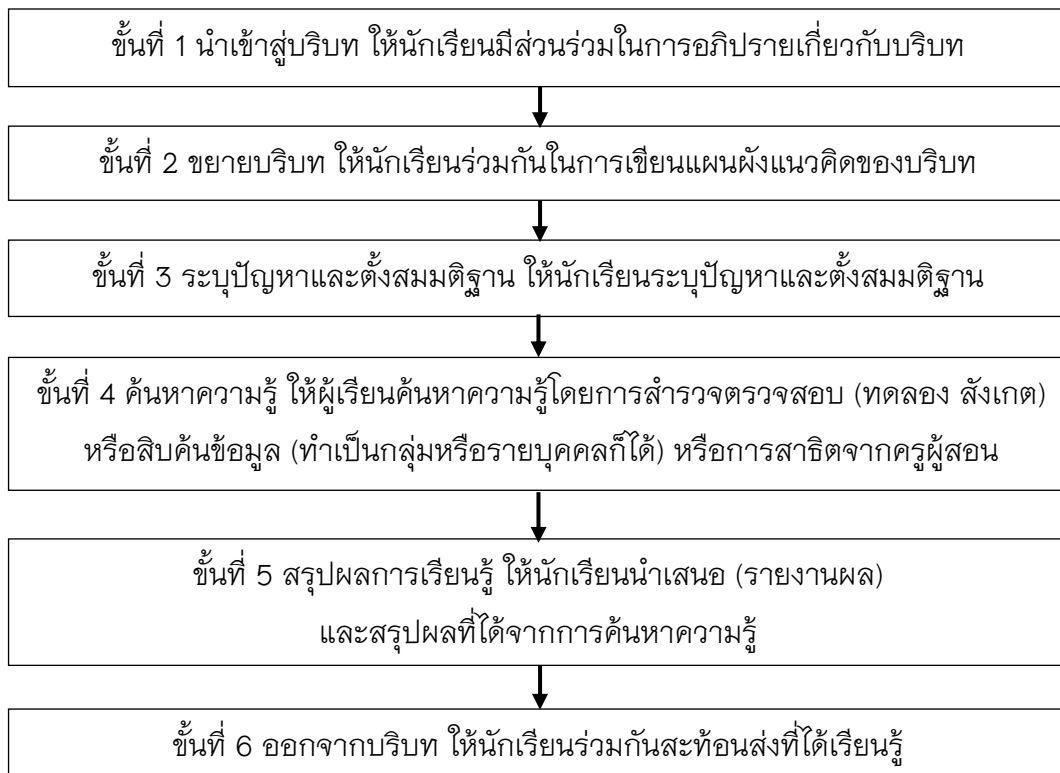 ขั้นที่ 1 นำเข้าสู่บริบท ให้นักเรียนมีส่วนร่วมในการอภิปรายเกี่ยวกับบริบท
ขั้นที่ 2 ขยายบริบท ให้นักเรียนร่วมกันในการเขียนแผนผังแนวคิดของบริบท
ขั้นที่ 3 ระบุปัญหาและตั้งสมมติฐาน ให้นักเรียนระบุปัญหาและตั้งสมมติฐาน
ขั้นที่ 4 ค้นหาความรู้ ให้ผู้เรียนค้นหาความรู้โดยการสำรวจตรวจสอบ (ทดลอง สังเกต)
หรือสิบค้นข้อมูล (ทำเป็นกลุ่มหรือรายบุคคลก็ได้) หรือการสาธิตจากครูผู้สอน
ขั้นที่ 5 สรุปผลการเรียนรู้ ให้นักเรียนนำเสนอ (รายงานผล)
และสรุปผลที่ได้จากการค้นหาความรู้
ขั้นที่ 6 ออกจากบริบท ให้นักเรียนร่วมกันสะท้อนส่งที่ได้เรียนรู้